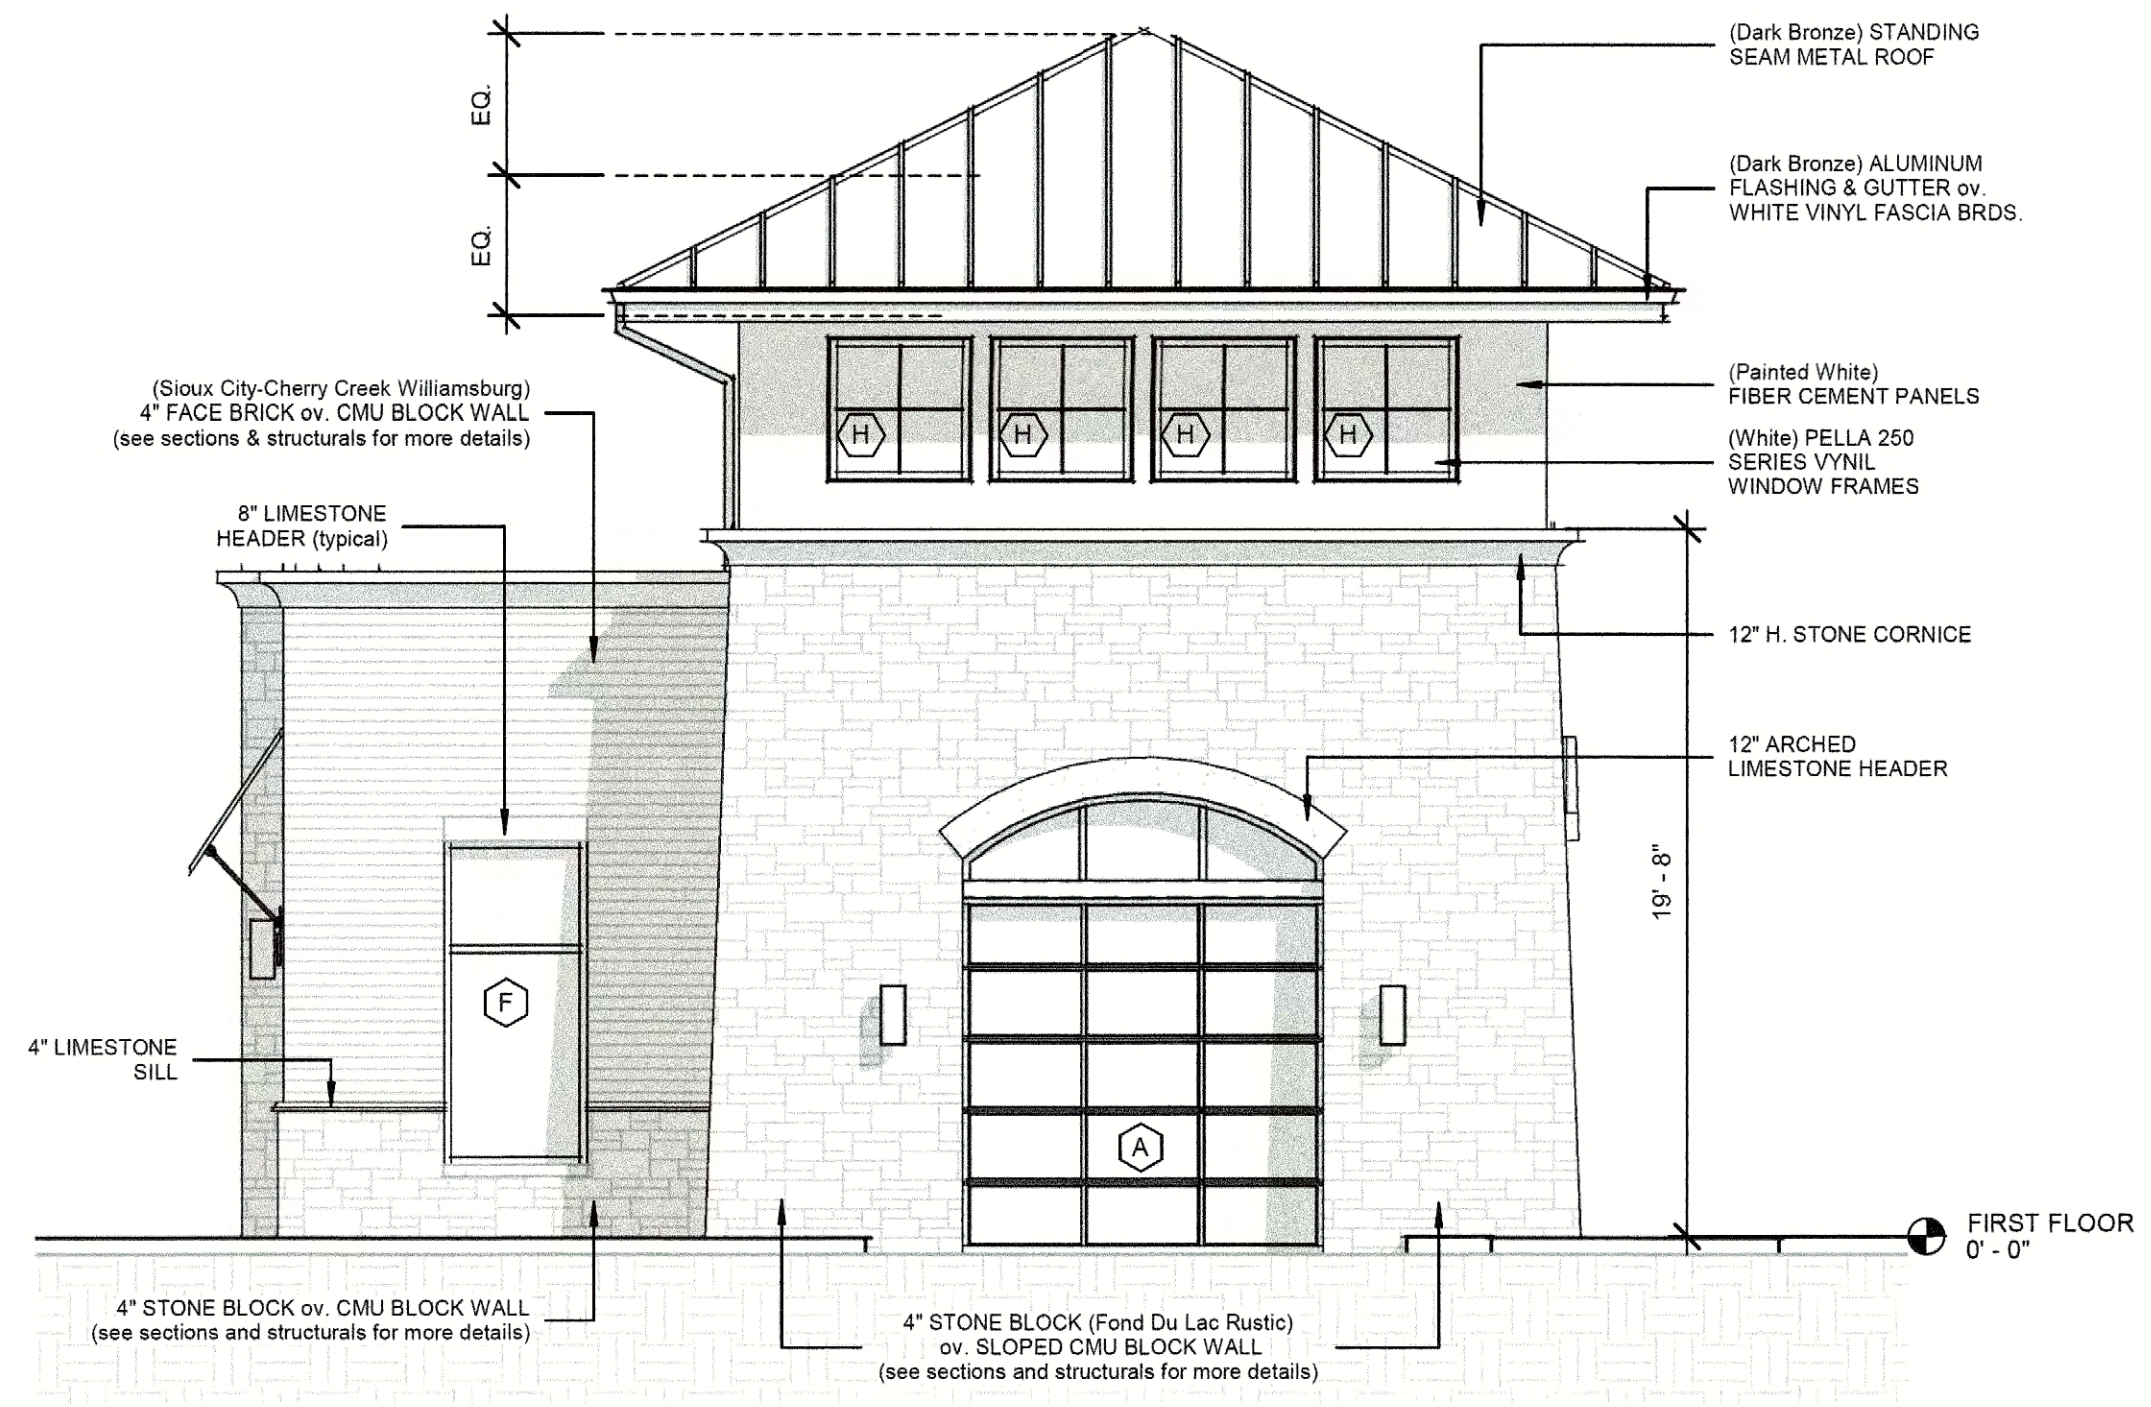 (Dark Bronze) STANDING
SEAM METAL ROOF
EQ.
(Dark Bronze) ALUMINUM
FLASHING & GUTTER ov.
WHITE VINYL FASCIA BRDS.
EQ.
(Sioux City-Cherry Creek Williamsburg)
4" FACE BRICK ov. CMU BLOCK WALL
(see sections & structurals for more details)
(Painted White)
FIBER CEMENT PANELS
H
H
H
H
(White) PELLA 250
SERIES VYNIL
WINDOW FRAMES
8" LIMESTONE
HEADER (typical)
12" H. STONE CORNICE
12" ARCHED
LIMESTONE HEADER
19' - 8"
F
4" LIMESTONE
SILL
A
FIRST FLOOR
0' - 0"
4" STONE BLOCK ov. CMU BLOCK WALL
(see sections and structurals for more details)
4" STONE BLOCK (Fond Du Lac Rustic)
ov. SLOPED CMU BLOCK WALL
(see sections and structurals for more details)